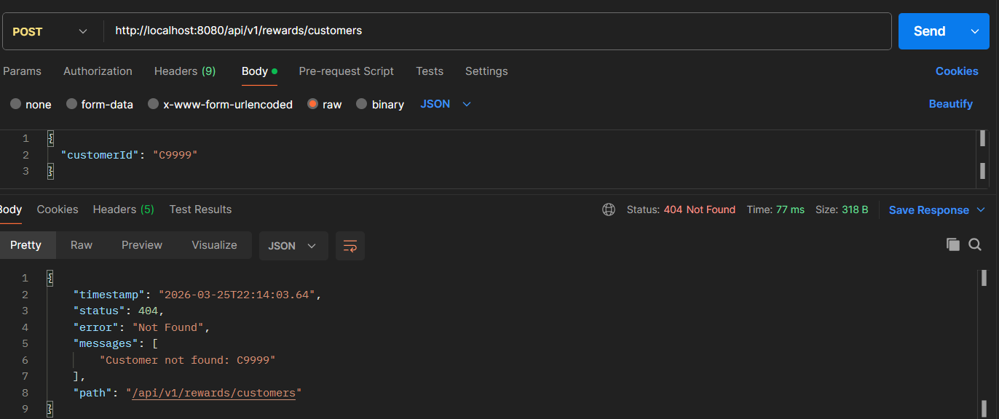 POST http://localhost:8080/api/v1/rewards/customers Send
Params Authorization Headers (9) Body Pre-request Script Tests Settings Cookies
none form-data x-www-form-urlencoded raw binary JSON Beautify
1 {
2 "customerId": "C9999"
3 }
Body Cookies Headers (5) Test Results Status: 404 Not Found Time: 77 ms Size: 318 B Save Response
Pretty Raw Preview Visualize JSON
1 {
2 "timestamp": "2026-03-25T22:14:03.64",
3 "status": 404,
4 "error": "Not Found",
5 "messages": [
6 "Customer not found: C9999"
7 ],
8 "path": "/api/v1/rewards/customers"
9 }